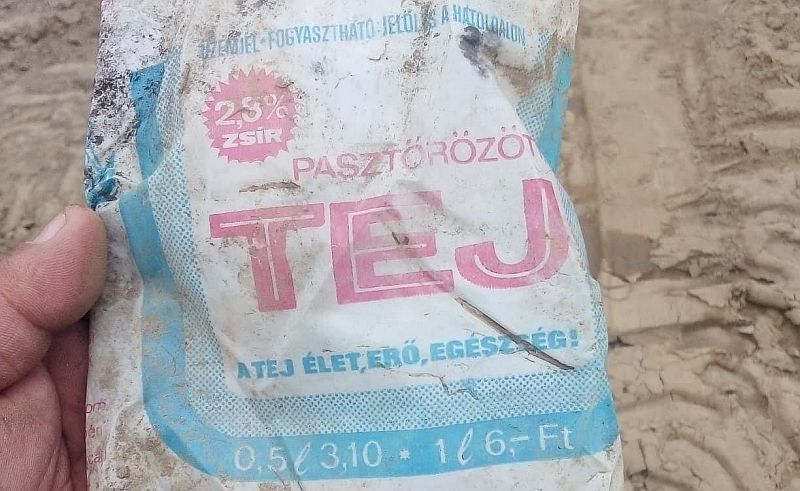 ÜZEMJEL - FOGYASZTHATÓ - JELÖLÉS A HÁTOLDALON
2,8%
ZSÍR
PASZTŐRÖZÖT
TEJ
A TEJ ÉLET, ERŐ, EGÉSZSÉG!
0,5 l 3,10 * 1 l 6,- Ft